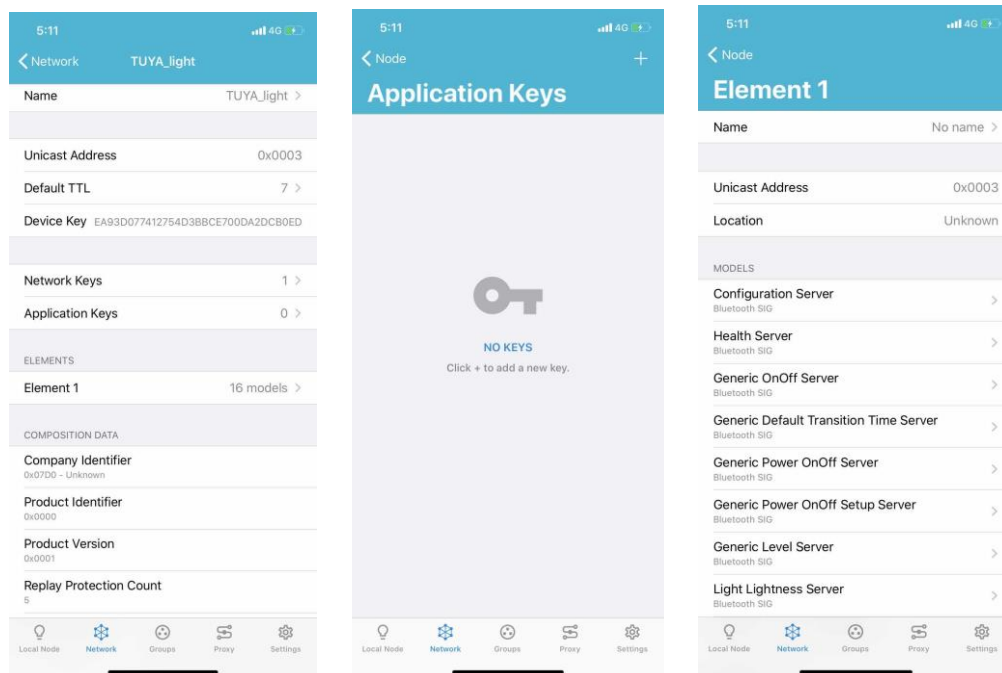 5:11
4G
Network
TUYA_light
Name
TUYA_light
Unicast Address
0x0003
Default TTL
7
Device Key EA93D077412754D3BBCE700DA2DCB0ED
Network Keys
1
Application Keys
0
ELEMENTS
Element 1
16 models
COMPOSITION DATA
Company Identifier
0x07D0 - Unknown
Product Identifier
0x0000
Product Version
0x0001
Replay Protection Count
5
Local Node
Network
Groups
Proxy
Settings
5:11
4G
Node
+
Application Keys
NO KEYS
Click + to add a new key.
Local Node
Network
Groups
Proxy
Settings
5:11
4G
Node
Element 1
Name
No name
Unicast Address
0x0003
Location
Unknown
MODELS
Configuration Server
Bluetooth SIG
Health Server
Bluetooth SIG
Generic OnOff Server
Bluetooth SIG
Generic Default Transition Time Server
Bluetooth SIG
Generic Power OnOff Server
Bluetooth SIG
Generic Power OnOff Setup Server
Bluetooth SIG
Generic Level Server
Bluetooth SIG
Light Lightness Server
Bluetooth SIG
Local Node
Network
Groups
Proxy
Settings